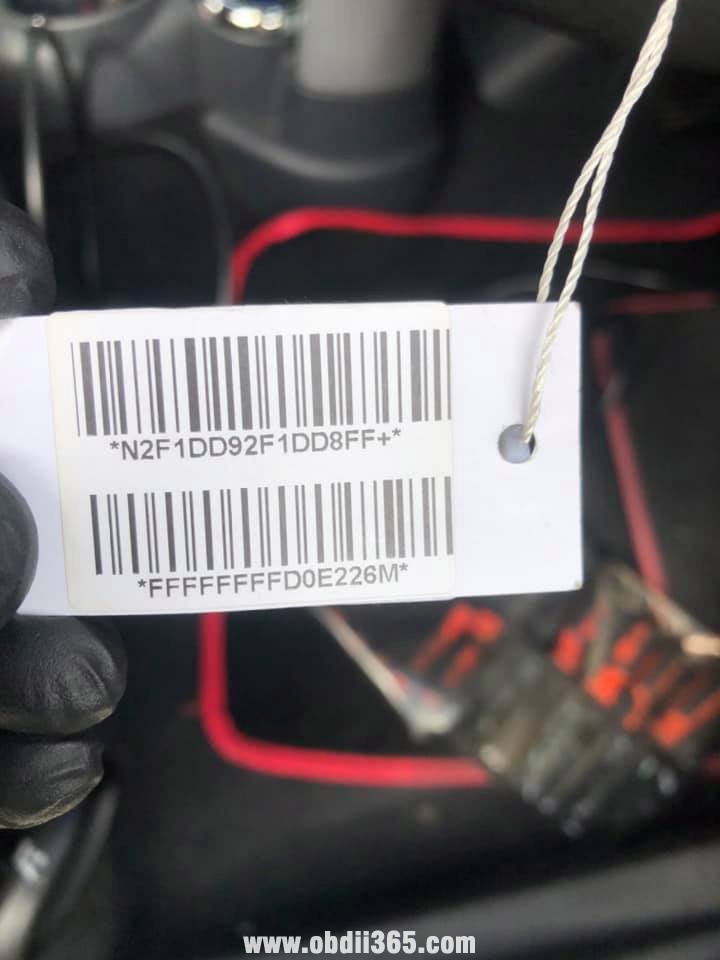 *N2F1DD92F1DD8FF+*
*FFFFFFFFD0E226M*
www.obdii365.com